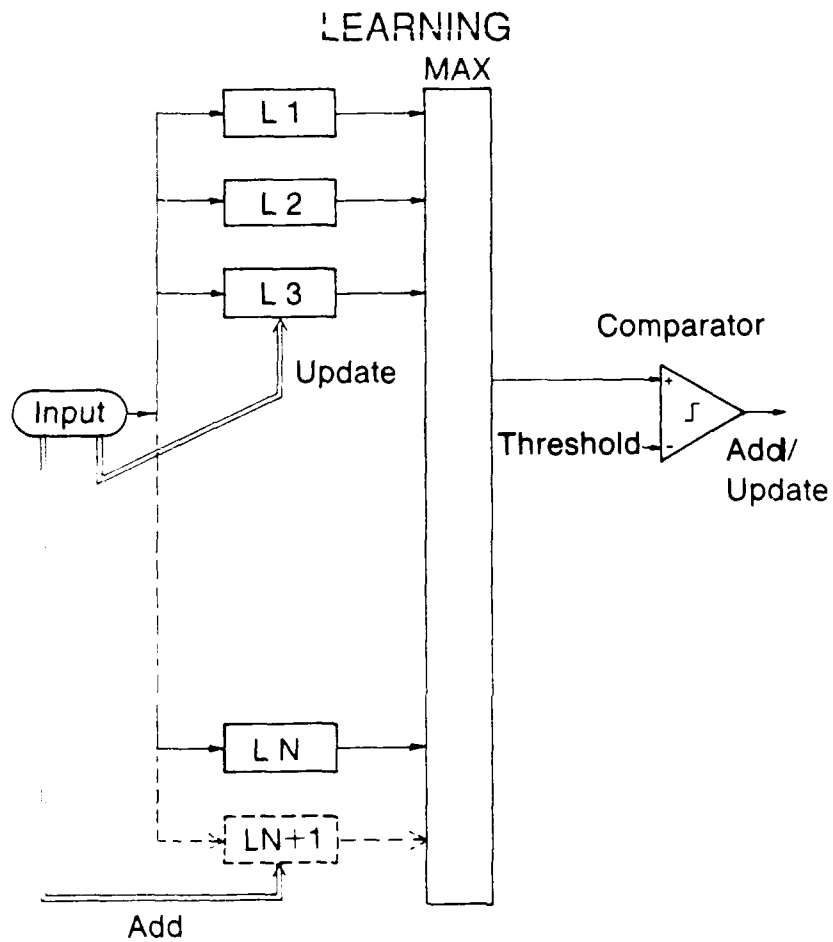 LEARNING
MAX
L 1
L 2
L 3
Update
Input
Comparator
+
Threshold
-
Add/
Update
L N
LN+1
Add